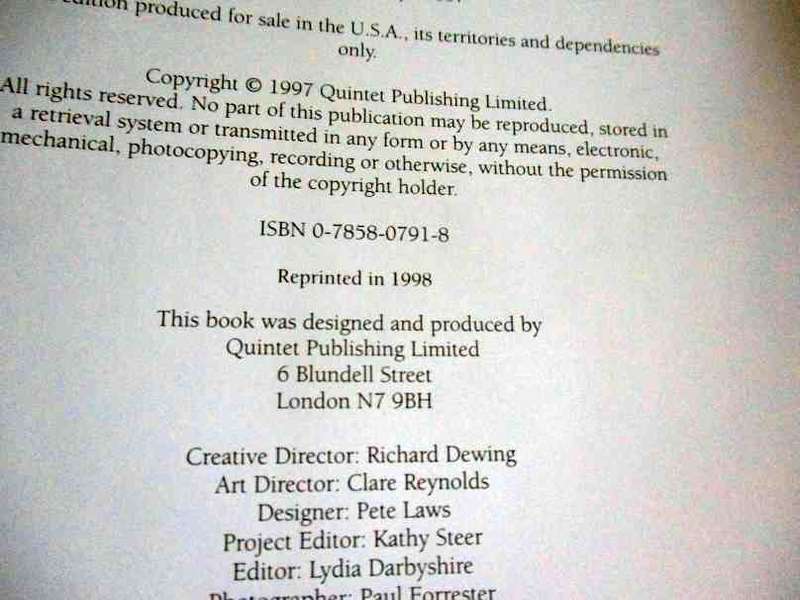 edition produced for sale in the U.S.A., its territories and dependencies
only.
Copyright © 1997 Quintet Publishing Limited.
All rights reserved. No part of this publication may be reproduced, stored in
a retrieval system or transmitted in any form or by any means, electronic,
mechanical, photocopying, recording or otherwise, without the permission
of the copyright holder.
ISBN 0-7858-0791-8
Reprinted in 1998
This book was designed and produced by
Quintet Publishing Limited
6 Blundell Street
London N7 9BH
Creative Director: Richard Dewing
Art Director: Clare Reynolds
Designer: Pete Laws
Project Editor: Kathy Steer
Editor: Lydia Darbyshire
Photographer: Paul Forrester